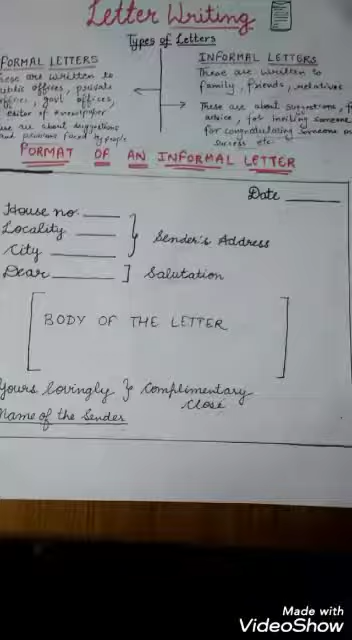 Letter Writing
Types of Letters
FORMAL LETTERS
These are written to
public offices, private
offices, govt offices,
editor of a newspaper
are about suggestions
and problems faced by people
INFORMAL LETTERS
These are written to
family, friends, relatives
These are about suggestions, f
advice, for inviting someone
for congratulating someone on
success etc.
FORMAT OF AN INFORMAL LETTER
Date
House no.
Locality
City
Sender's Address
Dear
Salutation
BODY OF THE LETTER
Yours lovingly
Complimentary
close
Name of the Sender
Made with
VideoShow